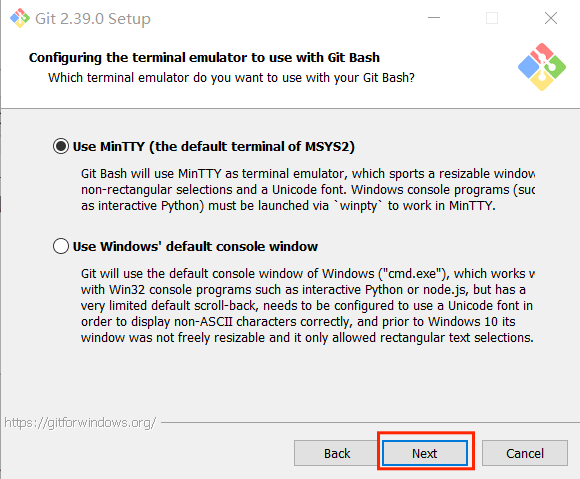 Git 2.39.0 Setup
Configuring the terminal emulator to use with Git Bash
Which terminal emulator do you want to use with your Git Bash?
Use MinTTY (the default terminal of MSYS2)
Git Bash will use MinTTY as terminal emulator, which sports a resizable window
non-rectangular selections and a Unicode font. Windows console programs (suc
as interactive Python) must be launched via `winpty` to work in MinTTY.
Use Windows' default console window
Git will use the default console window of Windows ("cmd.exe"), which works w
with Win32 console programs such as interactive Python or node.js, but has a
very limited default scroll-back, needs to be configured to use a Unicode font in
order to display non-ASCII characters correctly, and prior to Windows 10 its
window was not freely resizable and it only allowed rectangular text selections.
https://gitforwindows.org/
Back
Next
Cancel